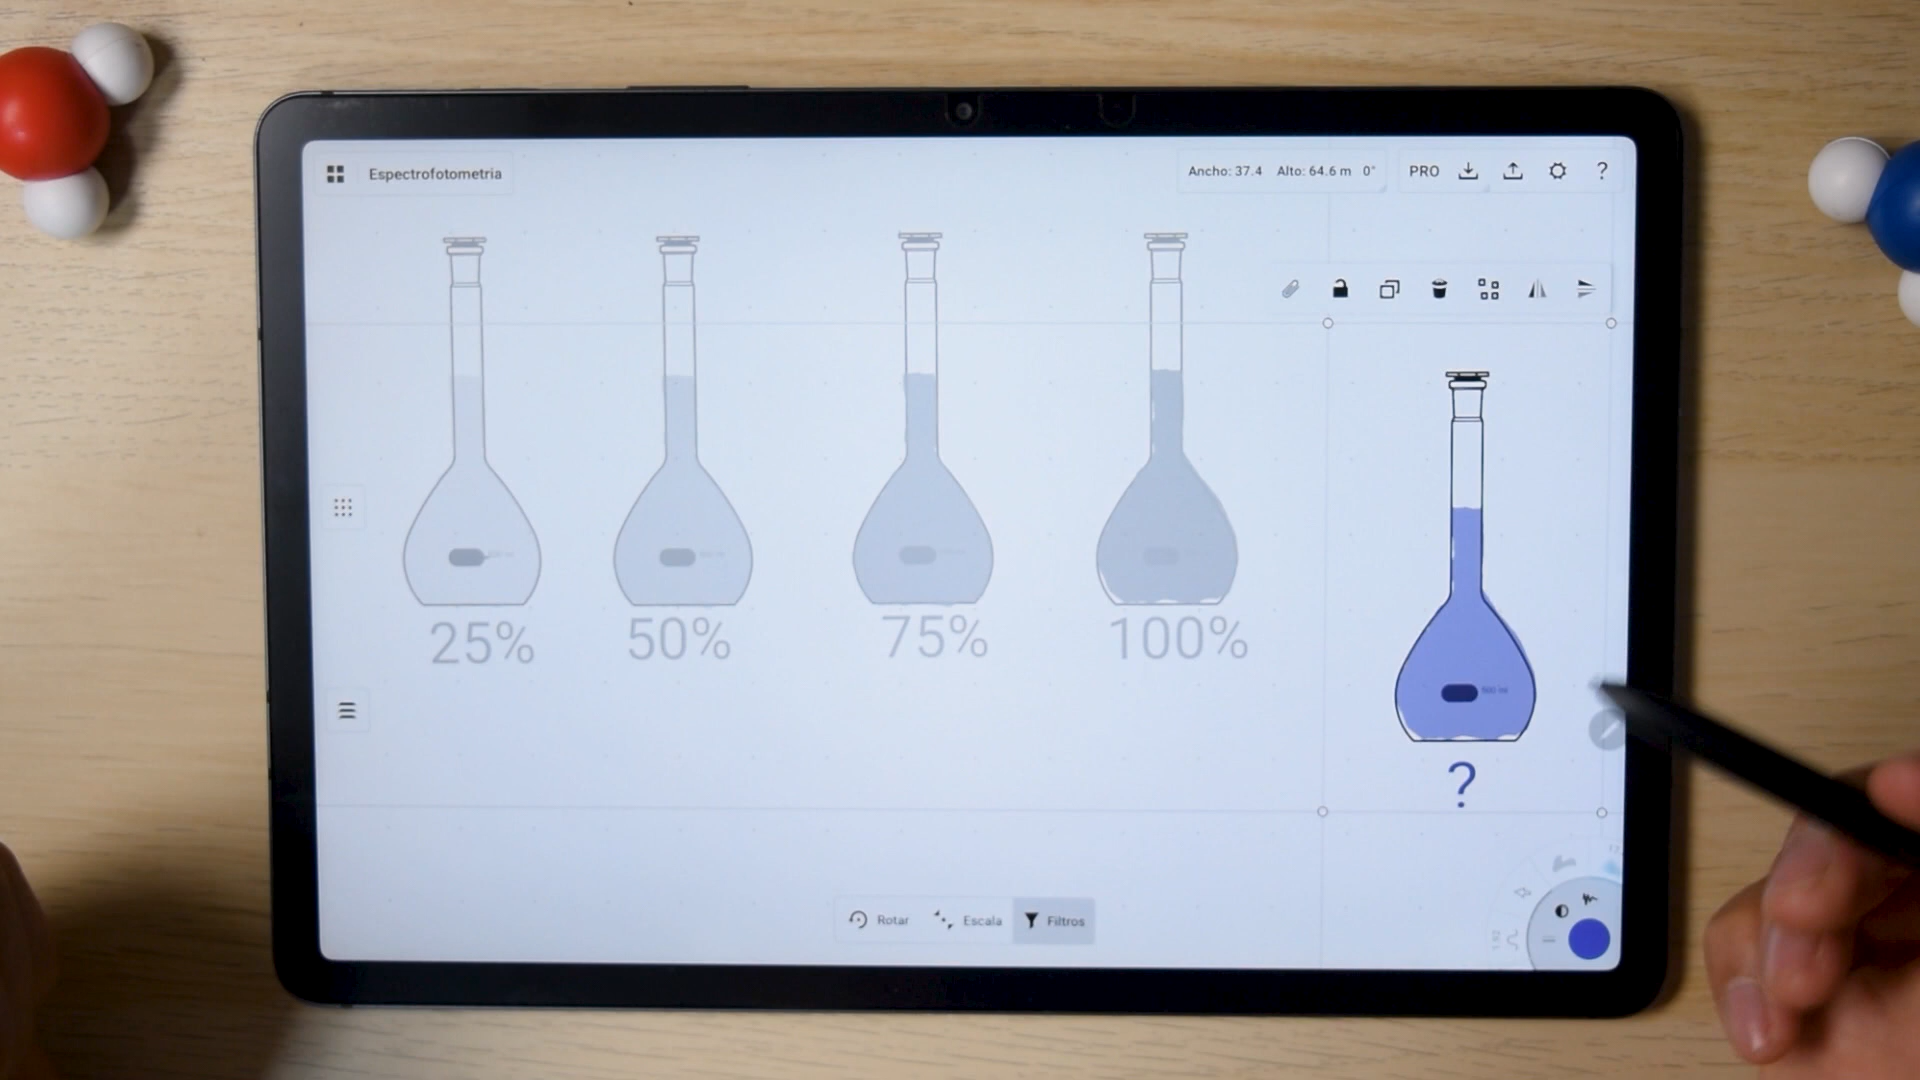 Espectrofotometria
Ancho: 37.4 Alto: 64.6 m 0°
PRO
?
25%
50%
75%
100%
?
Rotar
Escala
Filtros